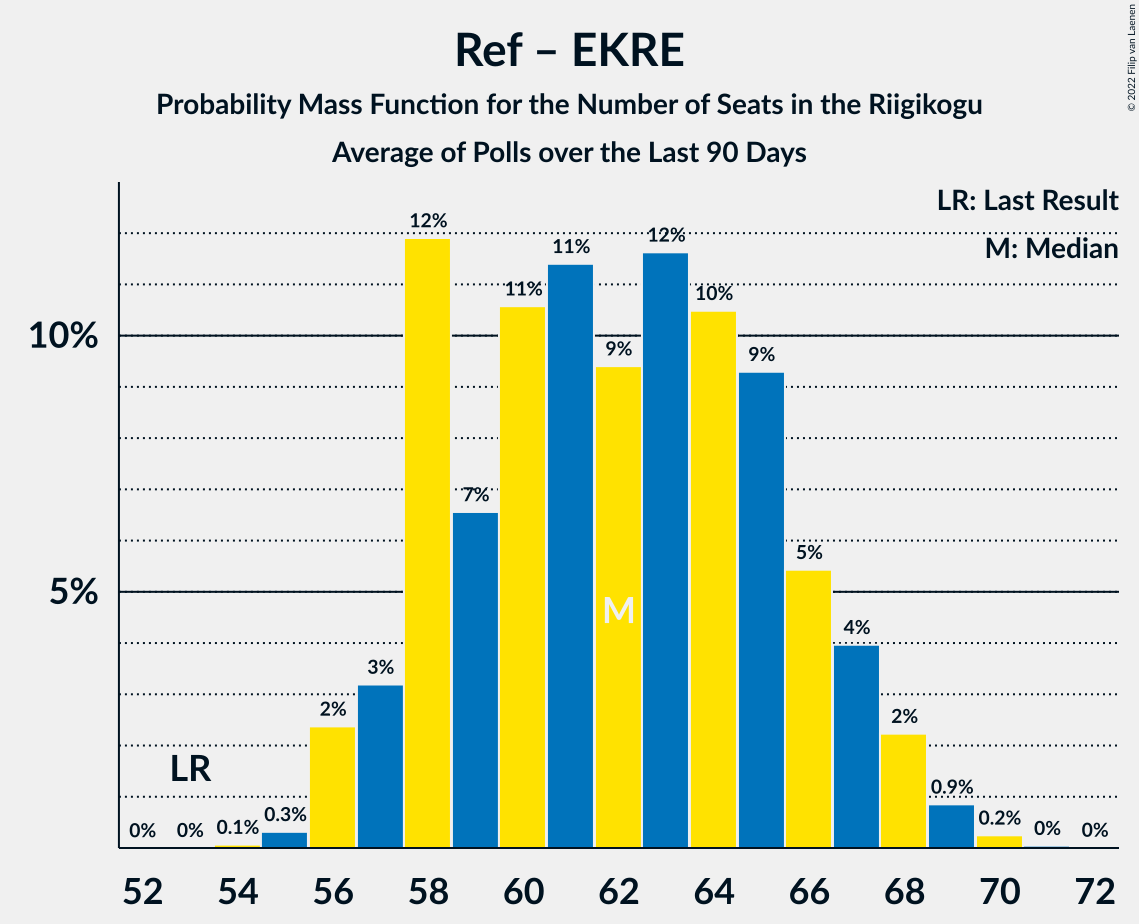 Ref – EKRE
Probability Mass Function for the Number of Seats in the Riigikogu
Average of Polls over the Last 90 Days
© 2022 Filip van Laenen
LR: Last Result
M: Median
10%
5%
0%
0%
0.1%
0.3%
2%
3%
12%
7%
11%
11%
9%
12%
10%
9%
5%
4%
2%
0.9%
0.2%
0%
0%
LR
M
52 54 56 58 60 62 64 66 68 70 72